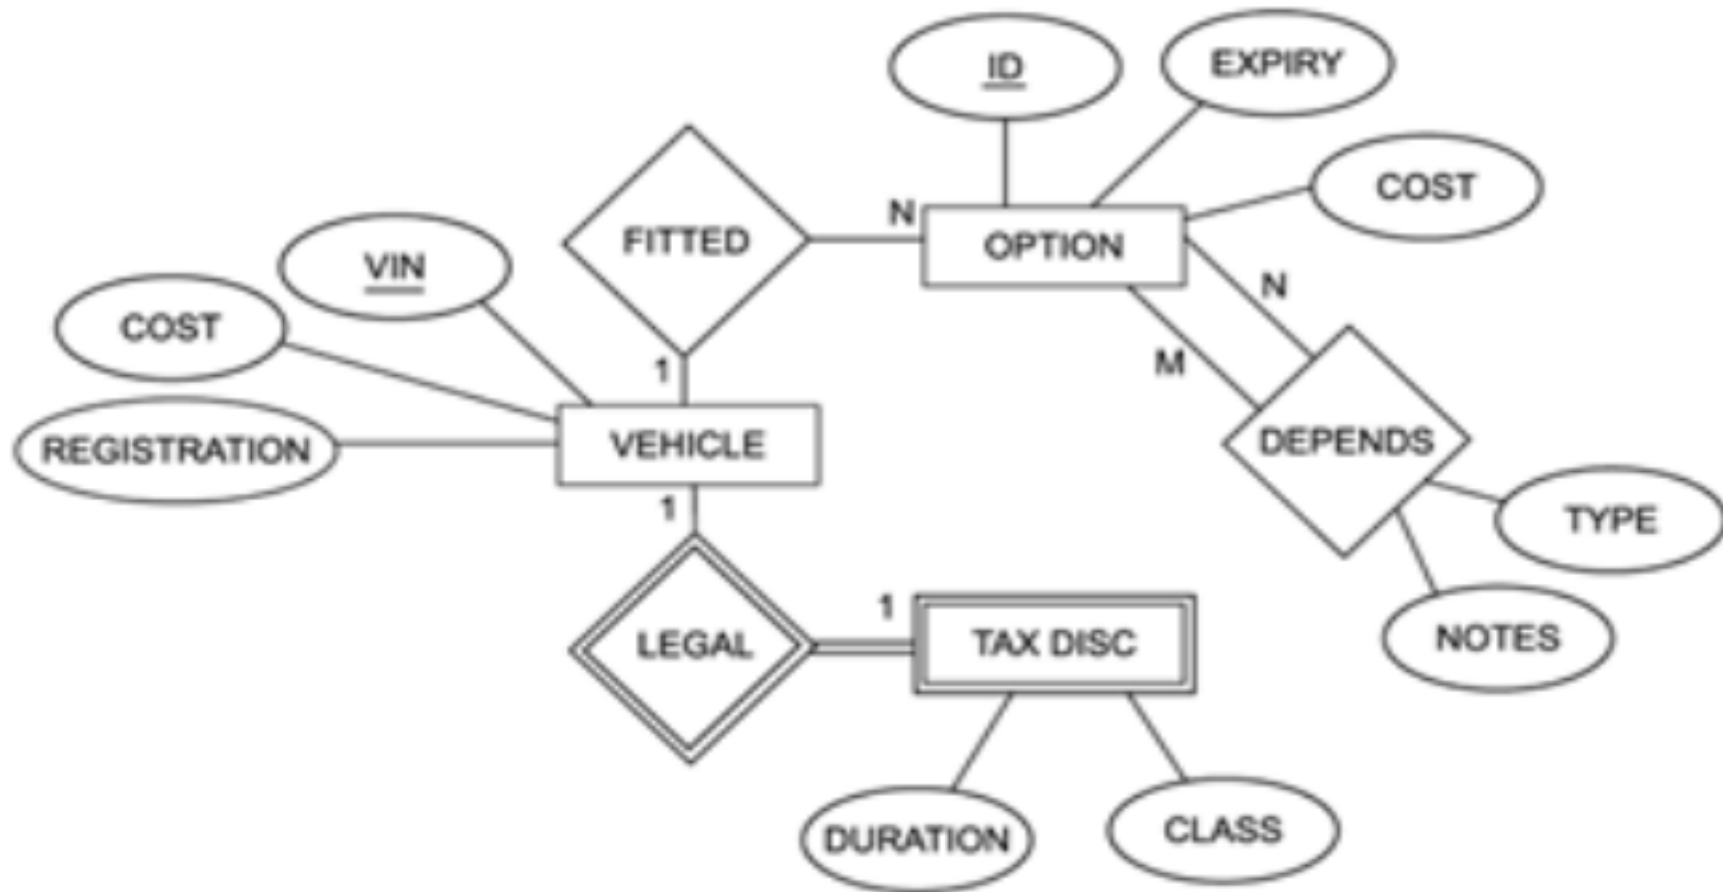 ID
EXPIRY
COST
N
FITTED
OPTION
VIN
N
COST
1
M
REGISTRATION
VEHICLE
DEPENDS
1
TYPE
1
LEGAL
TAX DISC
NOTES
DURATION
CLASS